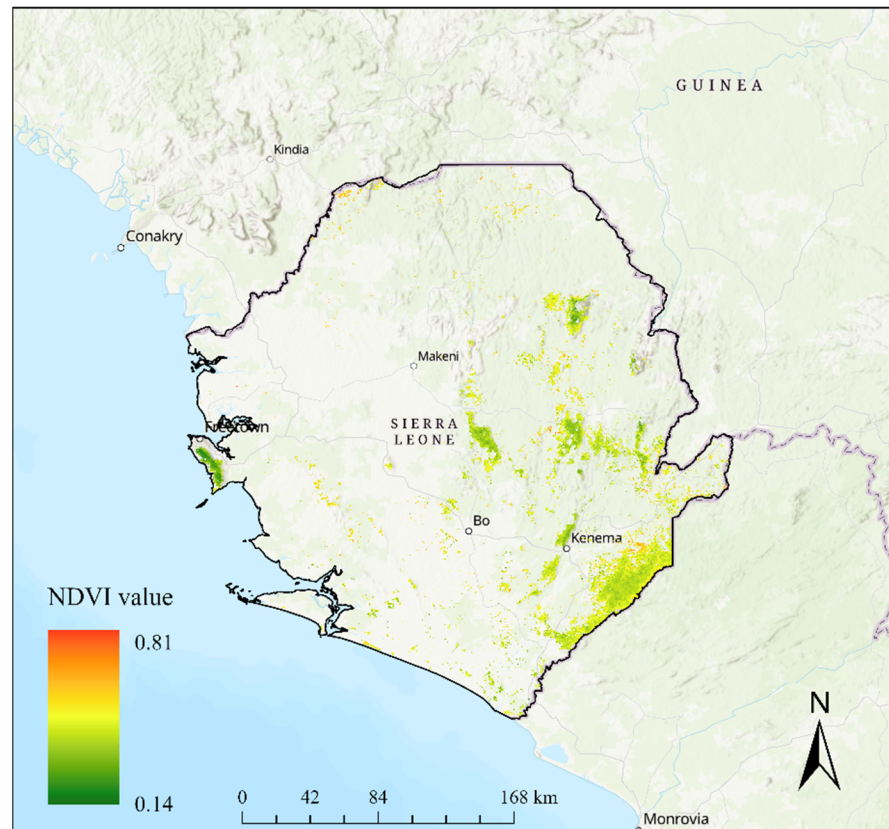 GUINEA
Kindia
Conakry
Makeni
SIERRA
LEONE
Freetown
Bo
Kenema
NDVI value
0.81
0.14
N
0 42 84 168 km
Monrovia